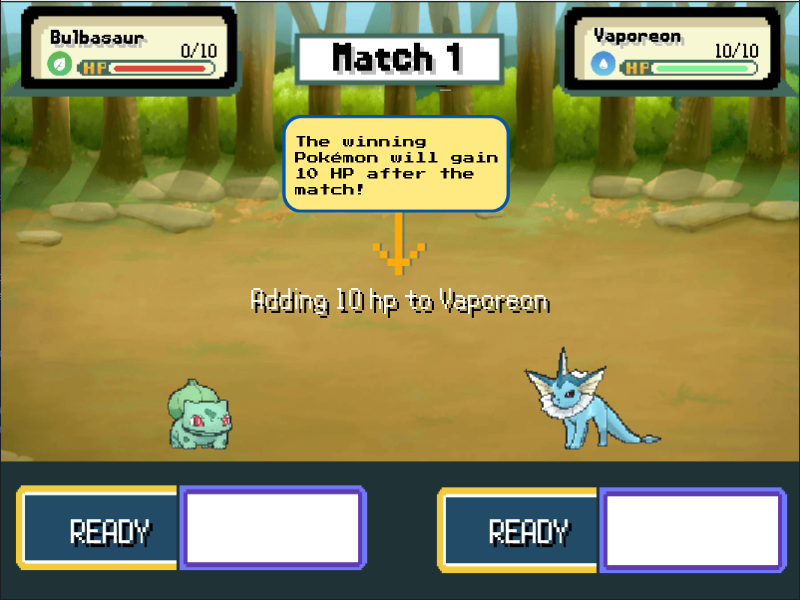 Bulbasaur
0/10
HP
Match 1
Vaporeon
10/10
HP
The winning
Pokémon will gain
10 HP after the
match!
Adding 10 hp to Vaporeon
READY
READY